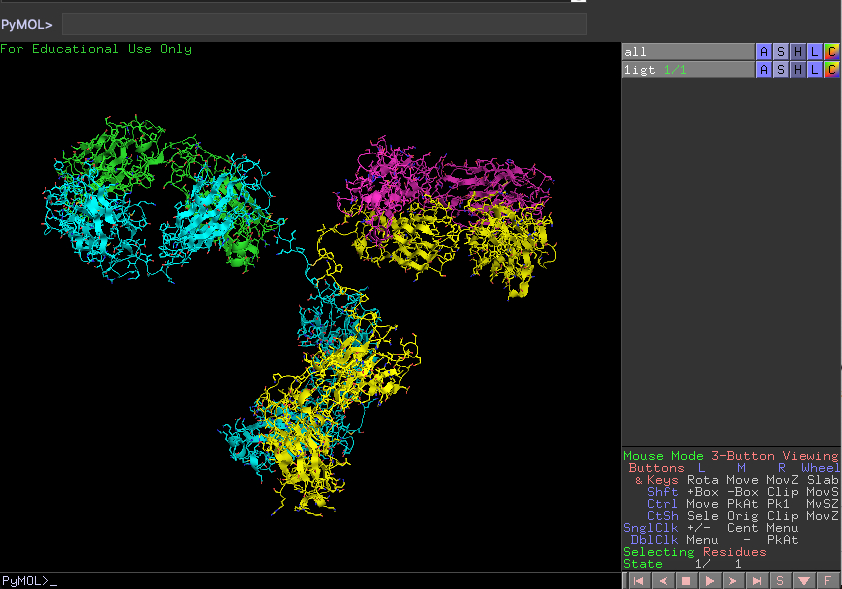 PyMOL>
For Educational Use Only
all A S H L C
1igt 1/1 A S H L C
Mouse Mode 3-Button Viewing
Buttons L M R Wheel
& Keys Rota Move MovZ Slab
Shft +Box -Box Clip MovS
Ctrl Move PkAt Pk1 MvSZ
CtSh Sele Orig Clip MovZ
SnglClk +/- Cent Menu
DblClk Menu - PkAt
Selecting Residues
State 1/ 1
PyMOL>_ S F